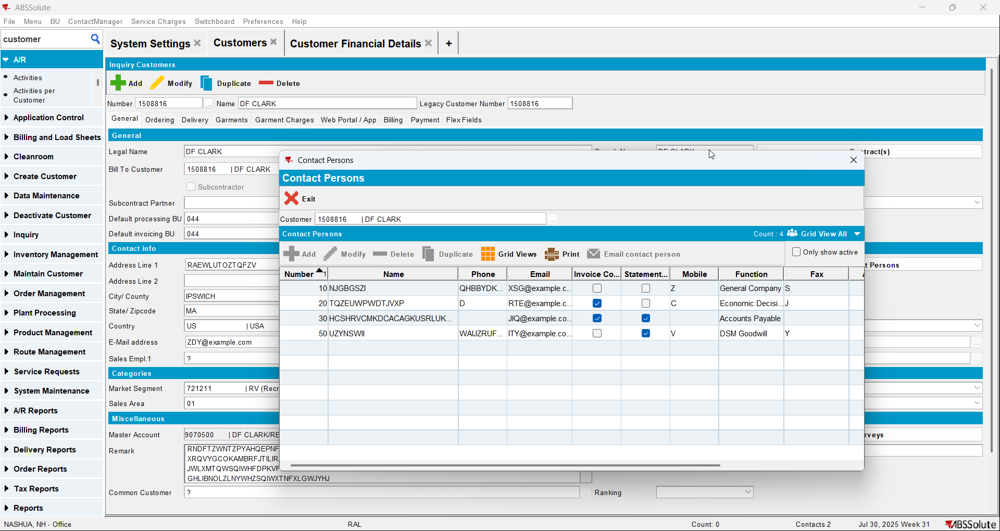 ABSSolute
File Menu BU ContactManager Service Charges Switchboard Preferences Help
customer
System Settings
Customers
Customer Financial Details
+
A/R
Activities
Activities per
Customer
Application Control
Billing and Load Sheets
Cleanroom
Create Customer
Data Maintenance
Deactivate Customer
Inquiry
Inventory Management
Maintain Customer
Order Management
Plant Processing
Product Management
Route Management
Service Requests
System Maintenance
A/R Reports
Billing Reports
Delivery Reports
Order Reports
Tax Reports
Reports
Inquiry Customers
Add Modify Duplicate Delete
Number 1508816 ... Name DF CLARK Legacy Customer Number 1508816
General Ordering Delivery Garments Garment Charges Web Portal / App Billing Payment FlexFields
General
Legal Name DF CLARK
tract(s)
Bill To Customer 1508816 | DF CLARK
Subcontractor
Subcontract Partner
Default processing BU 044
Default invoicing BU 044
Contact info
Address Line 1 RAEWLUTOZTQFZV
t Persons
Address Line 2
City/ County IPSWICH
State/ Zipcode MA
Country US | USA
E-Mail address ZDY@example.com
...
Sales Empl.1 ?
...
Categories
Market Segment 721211 | RV (Recr
Sales Area 01
Miscellaneous
Master Account 9070500 | DF CLARK/RE
rveys
Remark
RNDFTZWNTZPYAHQEPNF
XRQVYGCOKAMBRFJTILIR
JWLXMTQWSQIWHFDPKVF
GHLIBNOLZLNYWHZSQIWXTNFXLGWJYHJ
Common Customer ? ... Ranking
Contact Persons
Contact Persons
Exit
Customer 1508816 | DF CLARK ...
Contact Persons Count : 4 Grid View All
Add Modify Delete Duplicate Grid Views Print Email contact person Only show active
Number 1 Name Phone Email Invoice Co... Statement... Mobile Function Fax
10 NJGBGSZI QHBBYDK... XSG@example.c... Z General Company S
20 TQZEUWPWDTJVXP D RTE@example.c... C Economic Decisi... J
30 HCSHRVCMKDCACAGKUSRLUK... JIQ@example.co... Accounts Payable
50 UZYNSWII WAIJZRUF... ITY@example.co... V DSM Goodwill Y
NASHUA, NH - Office RAL Count: 0 Contacts 2 Jul 30, 2025 Week 31 ABSSolute